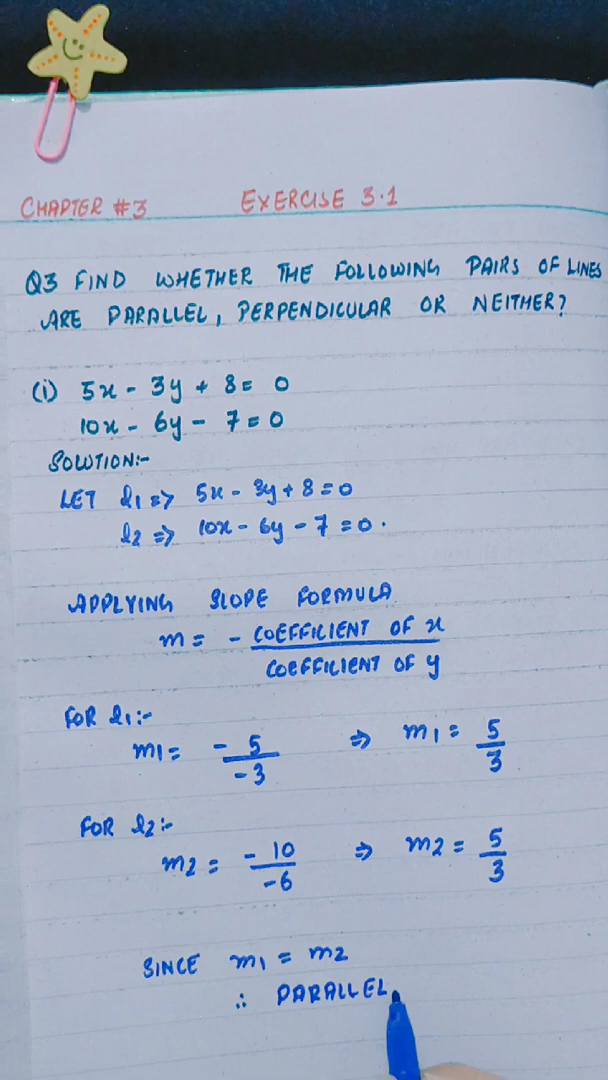 CHAPTER #3 EXERCISE 3.1
Q3 FIND WHETHER THE FOLLOWING PAIRS OF LINES
ARE PARALLEL, PERPENDICULAR OR NEITHER?
(i) 5x - 3y + 8 = 0
10x - 6y - 7 = 0
SOLUTION:-
LET l1 => 5x - 3y + 8 = 0
l2 => 10x - 6y - 7 = 0.
APPLYING SLOPE FORMULA
m = - COEFFICIENT OF x
COEFFICIENT OF y
FOR l1:-
m1 = - 5 / -3 => m1 = 5 / 3
FOR l2:-
m2 = - 10 / -6 => m2 = 5 / 3
SINCE m1 = m2
∴ PARALLEL